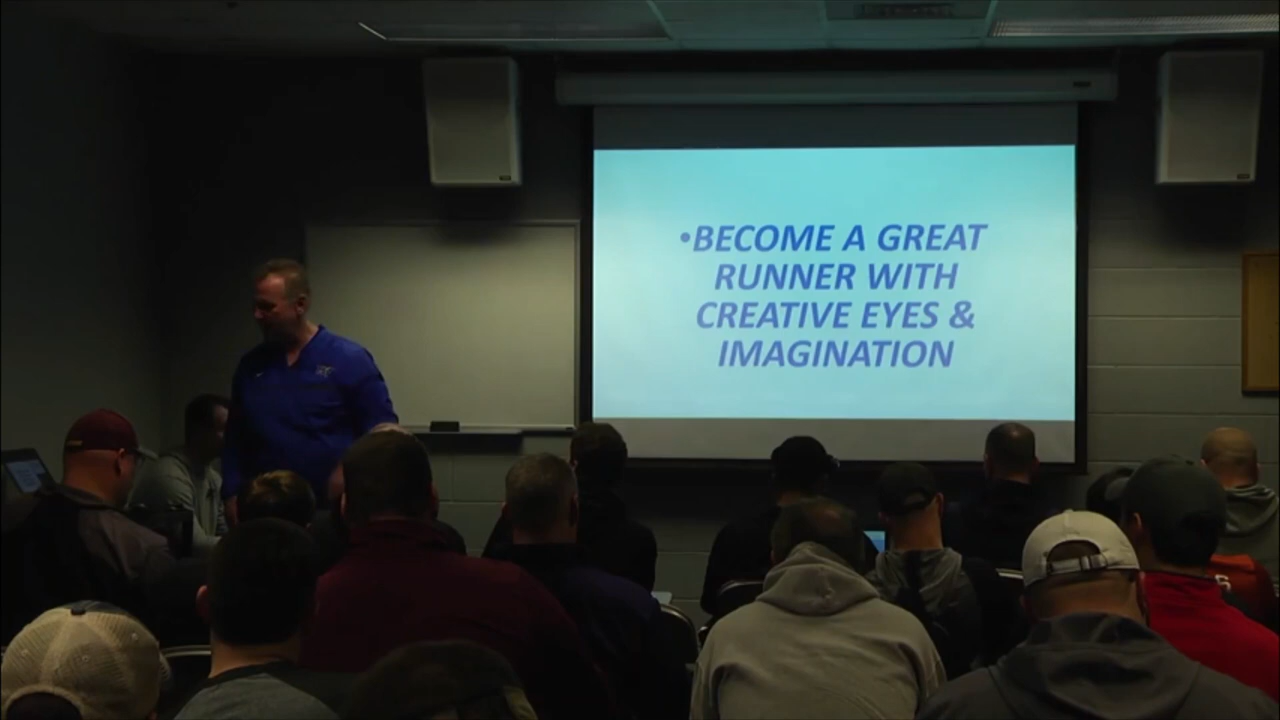 •BECOME A GREAT
RUNNER WITH
CREATIVE EYES &
IMAGINATION